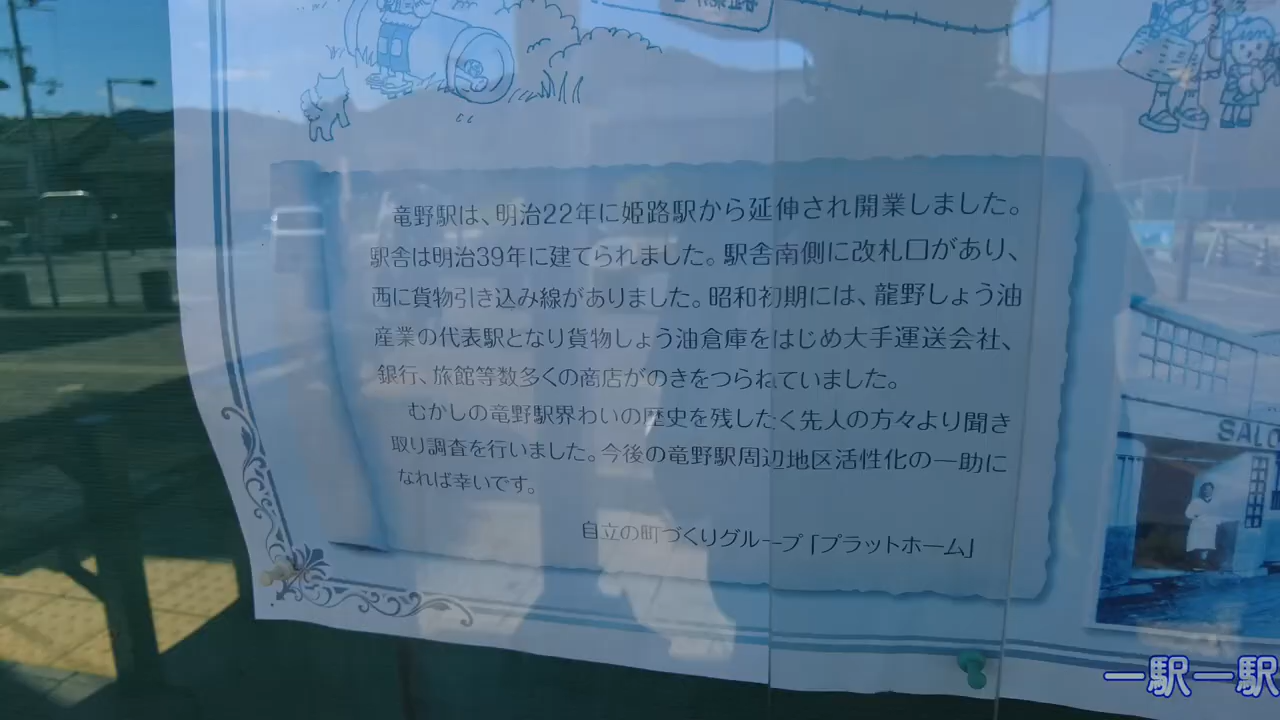 竜野駅は、明治22年に姫路駅から延伸され開業しました。
駅舎は明治39年に建てられました。駅舎南側に改札口があり、
西に貨物引き込み線がありました。昭和初期には、龍野しょう油
産業の代表駅となり貨物しょう油倉庫をはじめ大手運送会社、
銀行、旅館等数多くの商店がのきをつらねていました。
むかしの竜野駅界わいの歴史を残したく先人の方々より聞き
取り調査を行いました。今後の竜野駅周辺地区活性化の一助に
なれば幸いです。
自立の町づくりグループ「プラットホーム」
SALO
一駅一駅